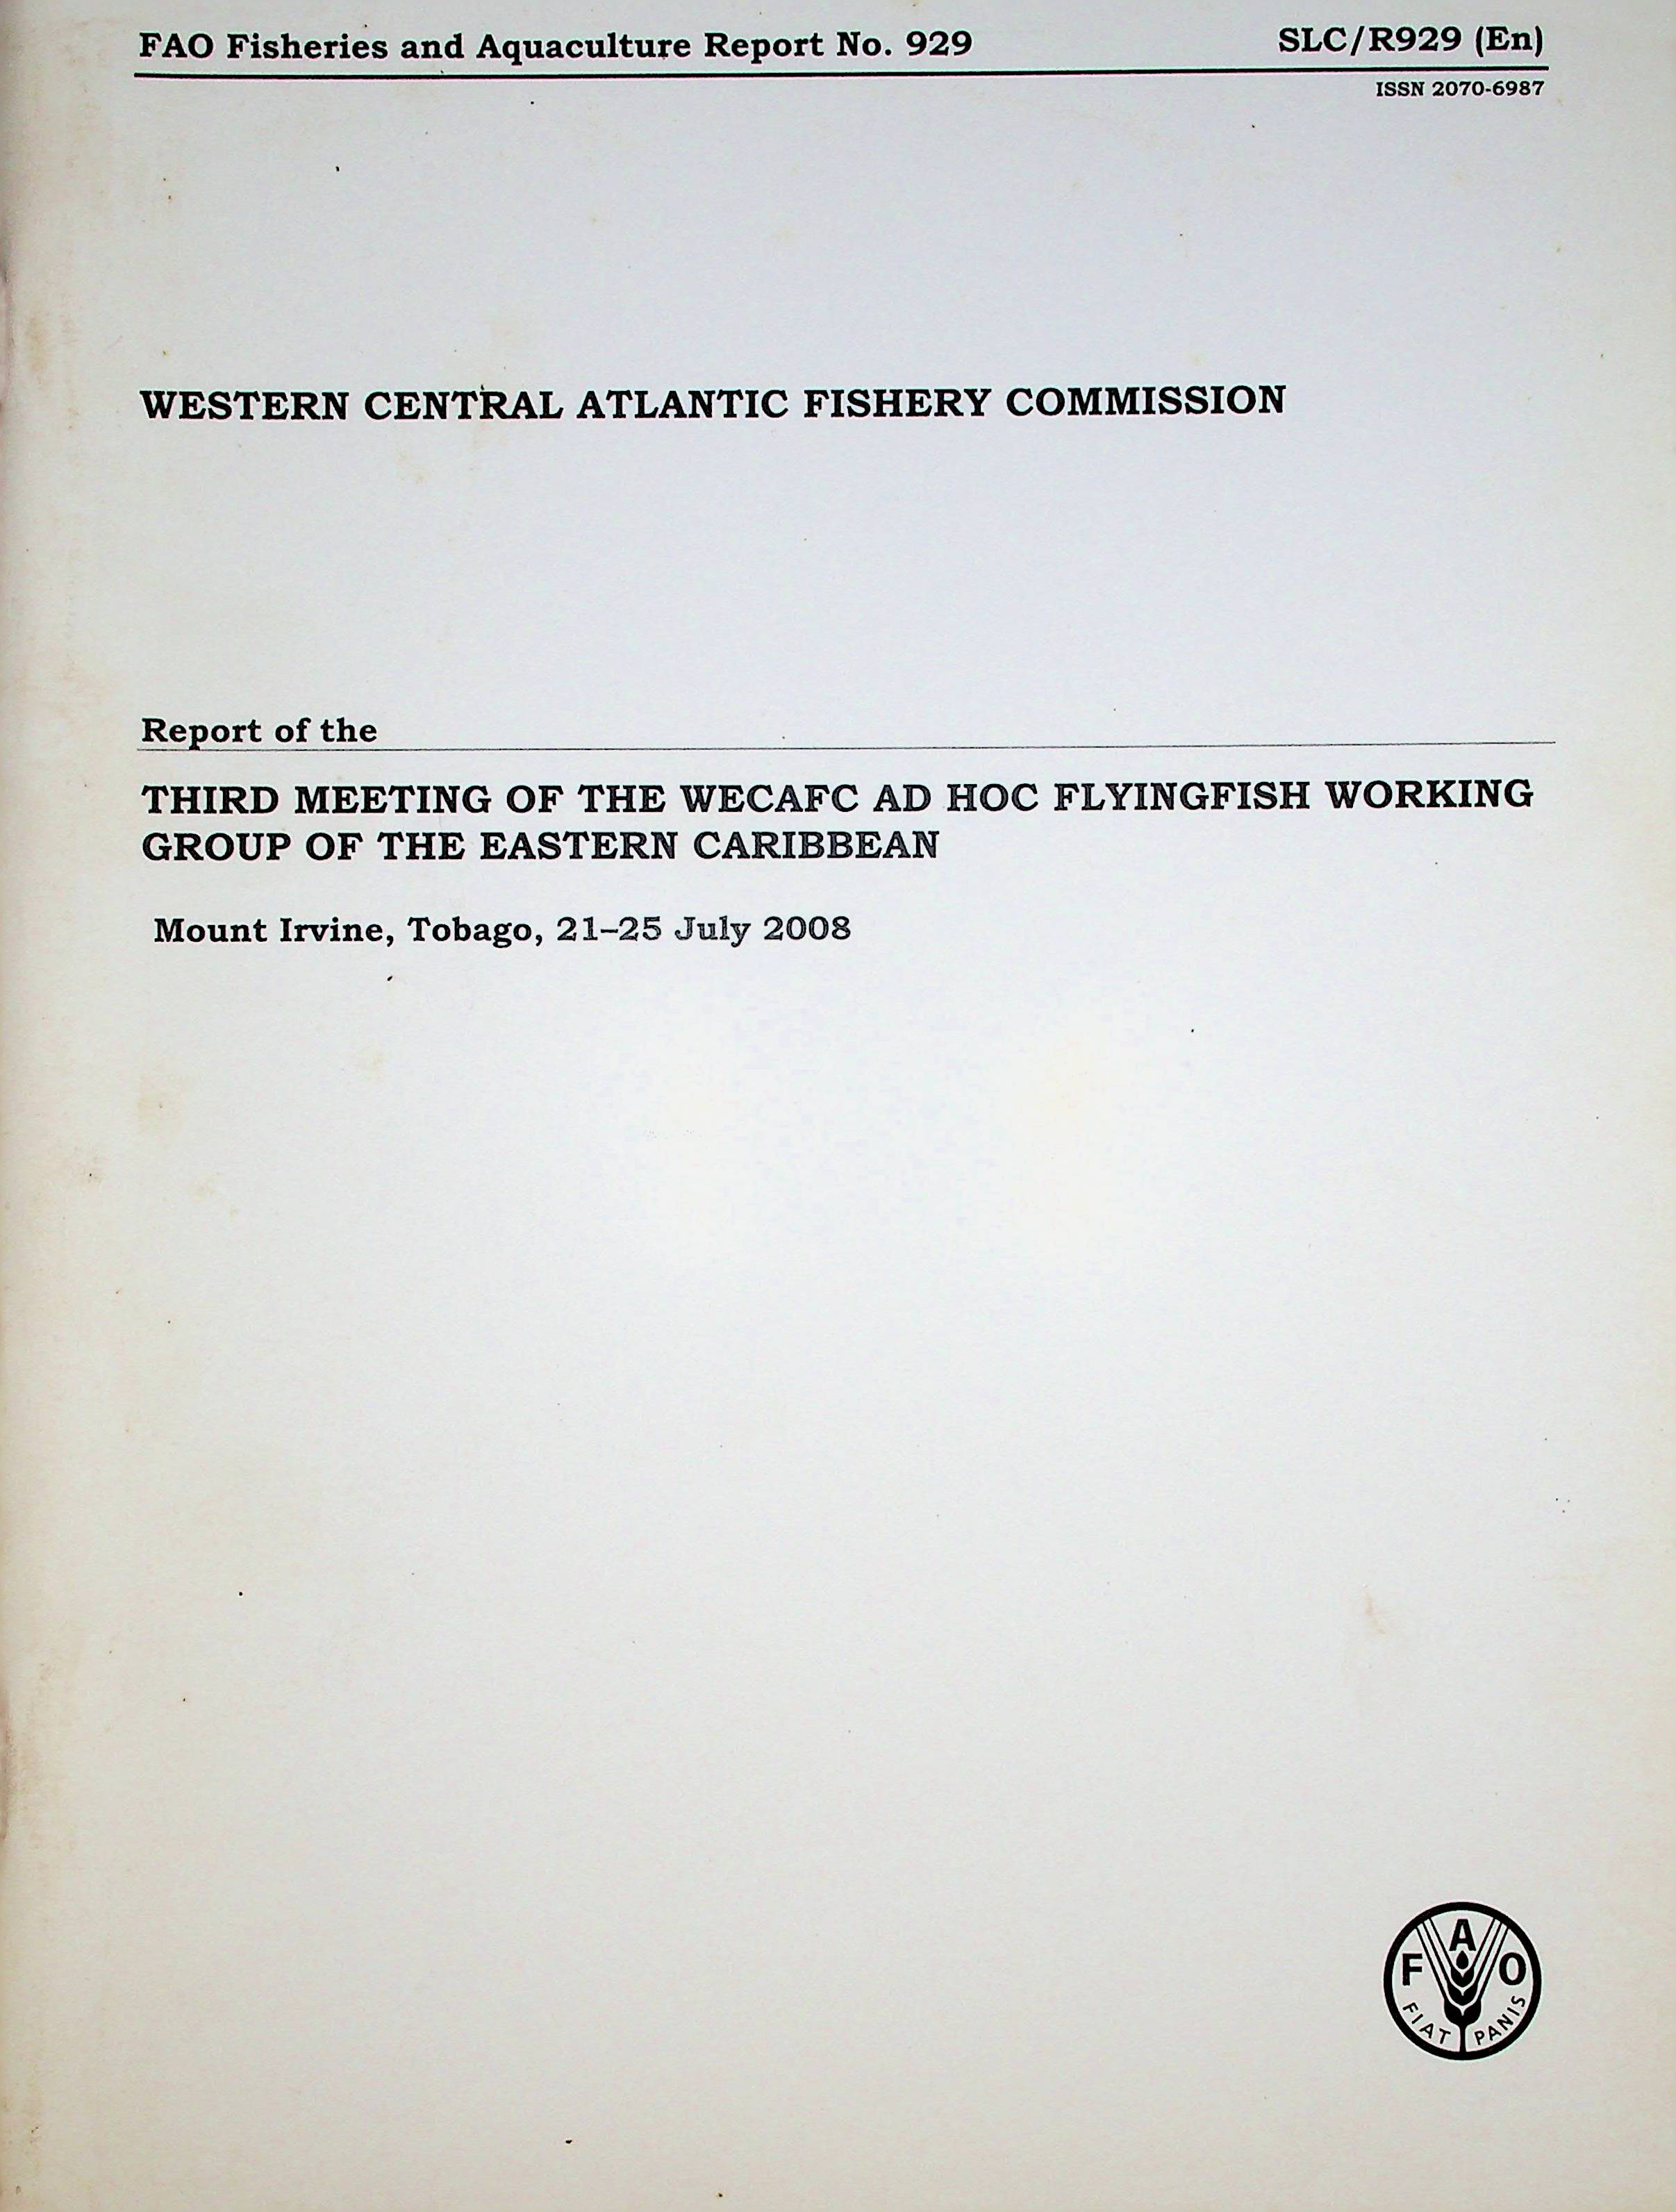 FAO Fisheries and Aquaculture Report No. 929
SLC/R929 (En)
ISSN 2070-6987
WESTERN CENTRAL ATLANTIC FISHERY COMMISSION
Report of the
THIRD MEETING OF THE WECAFC AD HOC FLYINGFISH WORKING
GROUP OF THE EASTERN CARIBBEAN
Mount Irvine, Tobago, 21–25 July 2008
F A O
FIAT PANIS